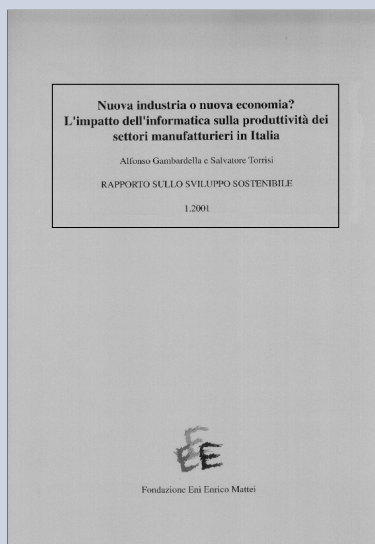 Nuova industria o nuova economia?
L'impatto dell'informatica sulla produttività dei
settori manufatturieri in Italia
Alfonso Gambardella e Salvatore Torrisi
RAPPORTO SULLO SVILUPPO SOSTENIBILE
1.2001
Fondazione Eni Enrico Mattei